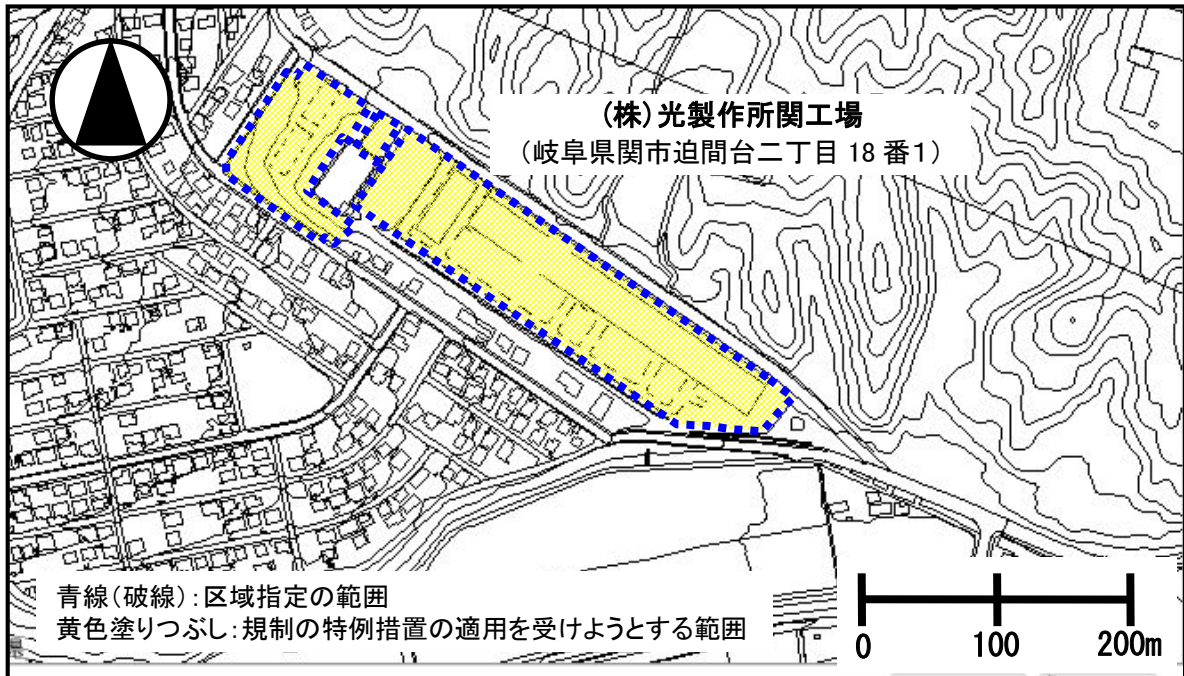 (株)光製作所関工場
(岐阜県関市迫間台二丁目 18 番1)
青線(破線):区域指定の範囲
黄色塗りつぶし:規制の特例措置の適用を受けようとする範囲
0 100 200m